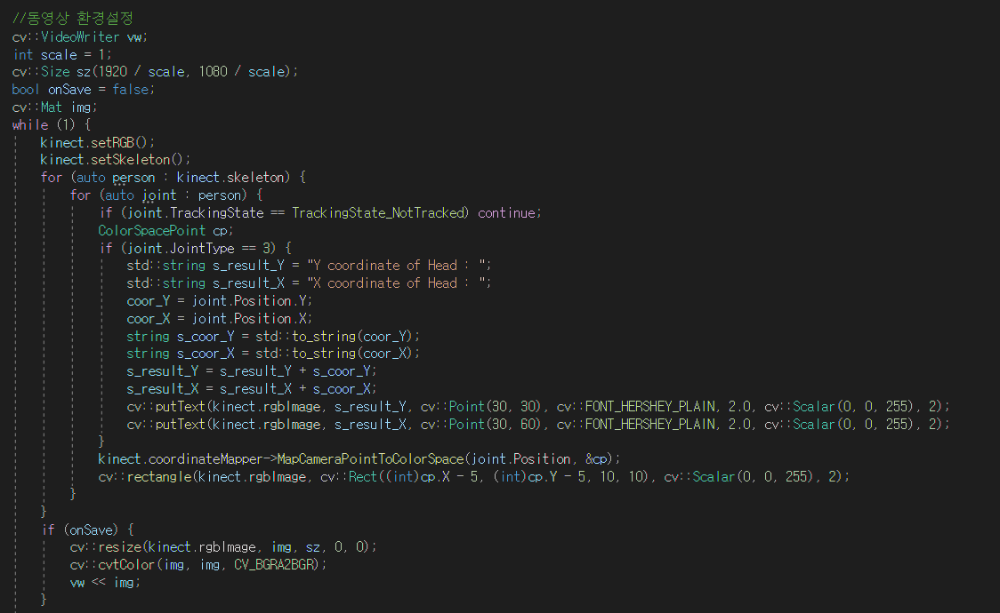 //동영상 환경설정
cv::VideoWriter vw;
int scale = 1;
cv::Size sz(1920 / scale, 1080 / scale);
bool onSave = false;
cv::Mat img;
while (1) {
kinect.setRGB();
kinect.setSkeleton();
for (auto person : kinect.skeleton) {
for (auto joint : person) {
if (joint.TrackingState == TrackingState_NotTracked) continue;
ColorSpacePoint cp;
if (joint.JointType == 3) {
std::string s_result_Y = "Y coordinate of Head : ";
std::string s_result_X = "X coordinate of Head : ";
coor_Y = joint.Position.Y;
coor_X = joint.Position.X;
string s_coor_Y = std::to_string(coor_Y);
string s_coor_X = std::to_string(coor_X);
s_result_Y = s_result_Y + s_coor_Y;
s_result_X = s_result_X + s_coor_X;
cv::putText(kinect.rgbImage, s_result_Y, cv::Point(30, 30), cv::FONT_HERSHEY_PLAIN, 2.0, cv::Scalar(0, 0, 255), 2);
cv::putText(kinect.rgbImage, s_result_X, cv::Point(30, 60), cv::FONT_HERSHEY_PLAIN, 2.0, cv::Scalar(0, 0, 255), 2);
}
kinect.coordinateMapper->MapCameraPointToColorSpace(joint.Position, &cp);
cv::rectangle(kinect.rgbImage, cv::Rect((int)cp.X - 5, (int)cp.Y - 5, 10, 10), cv::Scalar(0, 0, 255), 2);
}
}
if (onSave) {
cv::resize(kinect.rgbImage, img, sz, 0, 0);
cv::cvtColor(img, img, CV_BGRA2BGR);
vw << img;
}